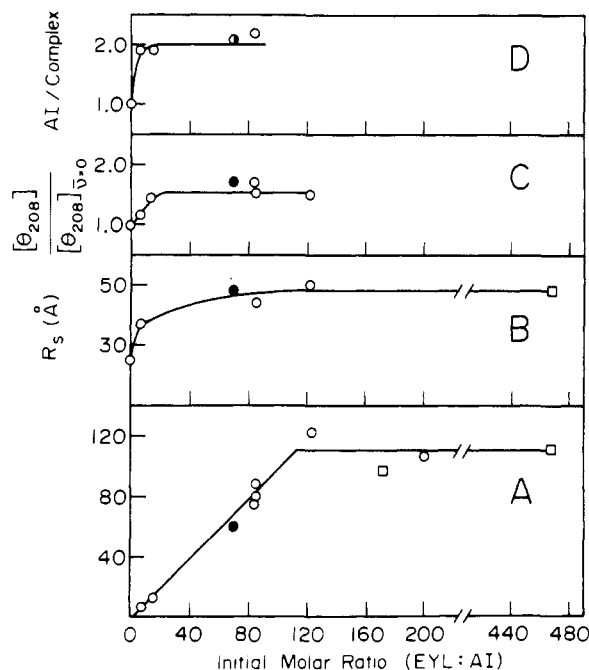 AI/Complex
2.0
1.0
D
[Θ208]
[Θ208]ῡ=0
2.0
1.0
C
Rs (Å)
50
30
B
120
80
40
A
0 40 80 120 160 200 440 480
Initial Molar Ratio (EYL:AI)